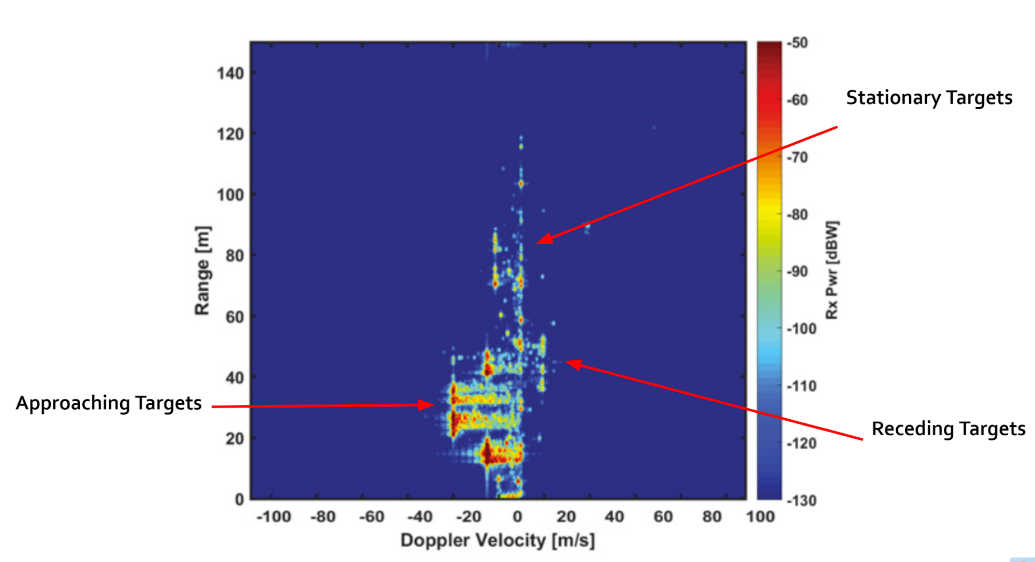 -50
140
-60
Stationary Targets
120
-70
100
-80
80
Range [m]
Rx Pwr [dBW]
-90
60
-100
40
-110
Approaching Targets
Receding Targets
20
-120
0
-130
-100 -80 -60 -40 -20 0 20 40 60 80 100
Doppler Velocity [m/s]